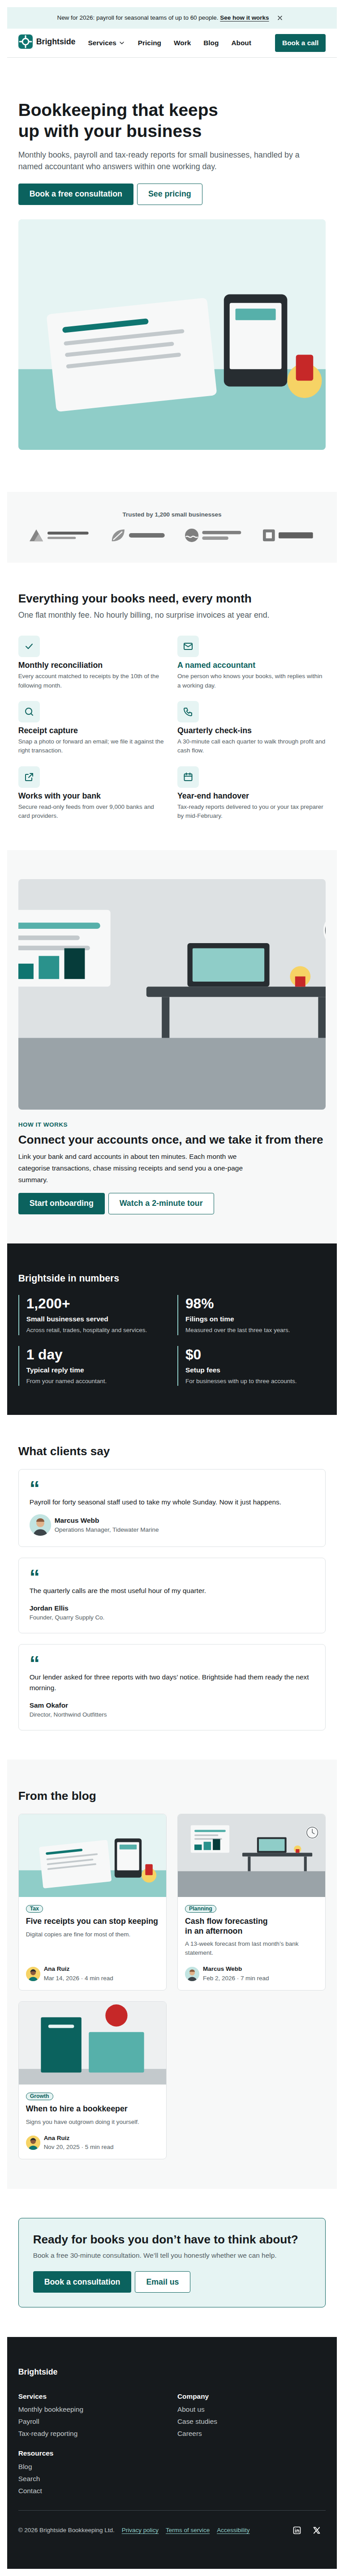 New for 2026: payroll for seasonal teams of up to 60 people. See how it works
Brightside
Services
Pricing
Work
Blog
About
Book a call
Bookkeeping that keeps
up with your business
Monthly books, payroll and tax-ready reports for small businesses, handled by a
named accountant who answers within one working day.
Book a free consultation
See pricing
Trusted by 1,200 small businesses
Everything your books need, every month
One flat monthly fee. No hourly billing, no surprise invoices at year end.
Monthly reconciliation
Every account matched to receipts by the 10th of the
following month.
A named accountant
One person who knows your books, with replies within
a working day.
Receipt capture
Snap a photo or forward an email; we file it against the
right transaction.
Quarterly check-ins
A 30-minute call each quarter to walk through profit and
cash flow.
Works with your bank
Secure read-only feeds from over 9,000 banks and
card providers.
Year-end handover
Tax-ready reports delivered to you or your tax preparer
by mid-February.
HOW IT WORKS
Connect your accounts once, and we take it from there
Link your bank and card accounts in about ten minutes. Each month we
categorise transactions, chase missing receipts and send you a one-page
summary.
Start onboarding
Watch a 2-minute tour
Brightside in numbers
1,200+
Small businesses served
Across retail, trades, hospitality and services.
98%
Filings on time
Measured over the last three tax years.
1 day
Typical reply time
From your named accountant.
$0
Setup fees
For businesses with up to three accounts.
What clients say
“
Payroll for forty seasonal staff used to take my whole Sunday. Now it just happens.
Marcus Webb
Operations Manager, Tidewater Marine
“
The quarterly calls are the most useful hour of my quarter.
Jordan Ellis
Founder, Quarry Supply Co.
“
Our lender asked for three reports with two days’ notice. Brightside had them ready the next
morning.
Sam Okafor
Director, Northwind Outfitters
From the blog
Tax
Five receipts you can stop keeping
Digital copies are fine for most of them.
Ana Ruiz
Mar 14, 2026 · 4 min read
Planning
Cash flow forecasting
in an afternoon
A 13-week forecast from last month’s bank
statement.
Marcus Webb
Feb 2, 2026 · 7 min read
Growth
When to hire a bookkeeper
Signs you have outgrown doing it yourself.
Ana Ruiz
Nov 20, 2025 · 5 min read
Ready for books you don’t have to think about?
Book a free 30-minute consultation. We’ll tell you honestly whether we can help.
Book a consultation
Email us
Brightside
Services
Monthly bookkeeping
Payroll
Tax-ready reporting
Company
About us
Case studies
Careers
Resources
Blog
Search
Contact
© 2026 Brightside Bookkeeping Ltd.
Privacy policy
Terms of service
Accessibility